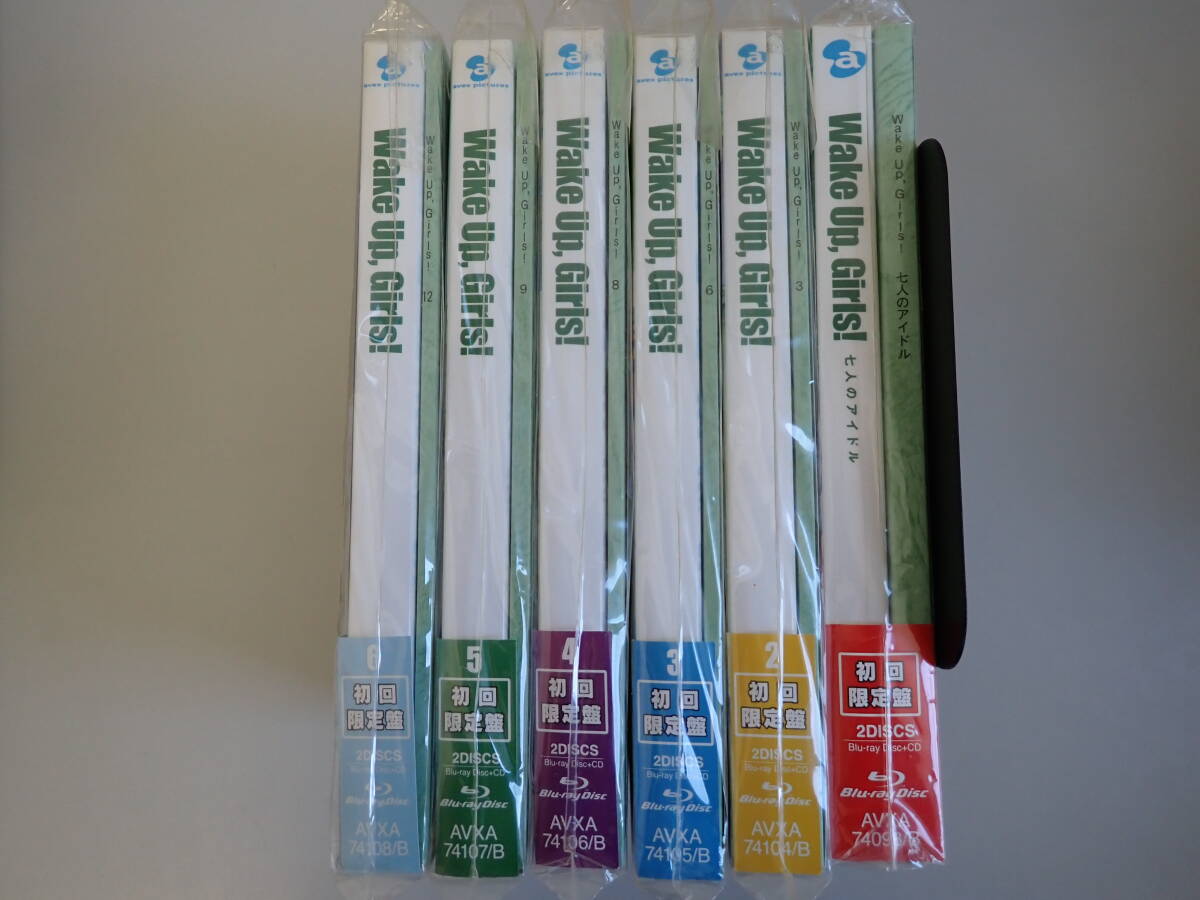 a
avex pictures
Wake Up, Girls!
Wake Up, Girls! 12
6
初回
限定盤
2DISCS
Blu-ray Disc+CD
Blu-ray Disc
AVXA
74108/B
a
avex pictures
Wake Up, Girls!
Wake Up, Girls! 9
5
初回
限定盤
2DISCS
Blu-ray Disc+CD
Blu-ray Disc
AVXA
74107/B
a
avex pictures
Wake Up, Girls!
Wake Up, Girls! 8
4
初回
限定盤
2DISCS
Blu-ray Disc+CD
Blu-ray Disc
AVXA
74106/B
a
avex pictures
Wake Up, Girls!
Wake Up, Girls! 6
3
初回
限定盤
2DISCS
Blu-ray Disc+CD
Blu-ray Disc
AVXA
74105/B
a
avex pictures
Wake Up, Girls!
Wake Up, Girls! 3
2
初回
限定盤
2DISCS
Blu-ray Disc+CD
Blu-ray Disc
AVXA
74104/B
a
avex pictures
Wake Up, Girls! 七人のアイドル
Wake Up, Girls! 七人のアイドル
初回
限定盤
2DISCS
Blu-ray Disc+CD
Blu-ray Disc
AVXA